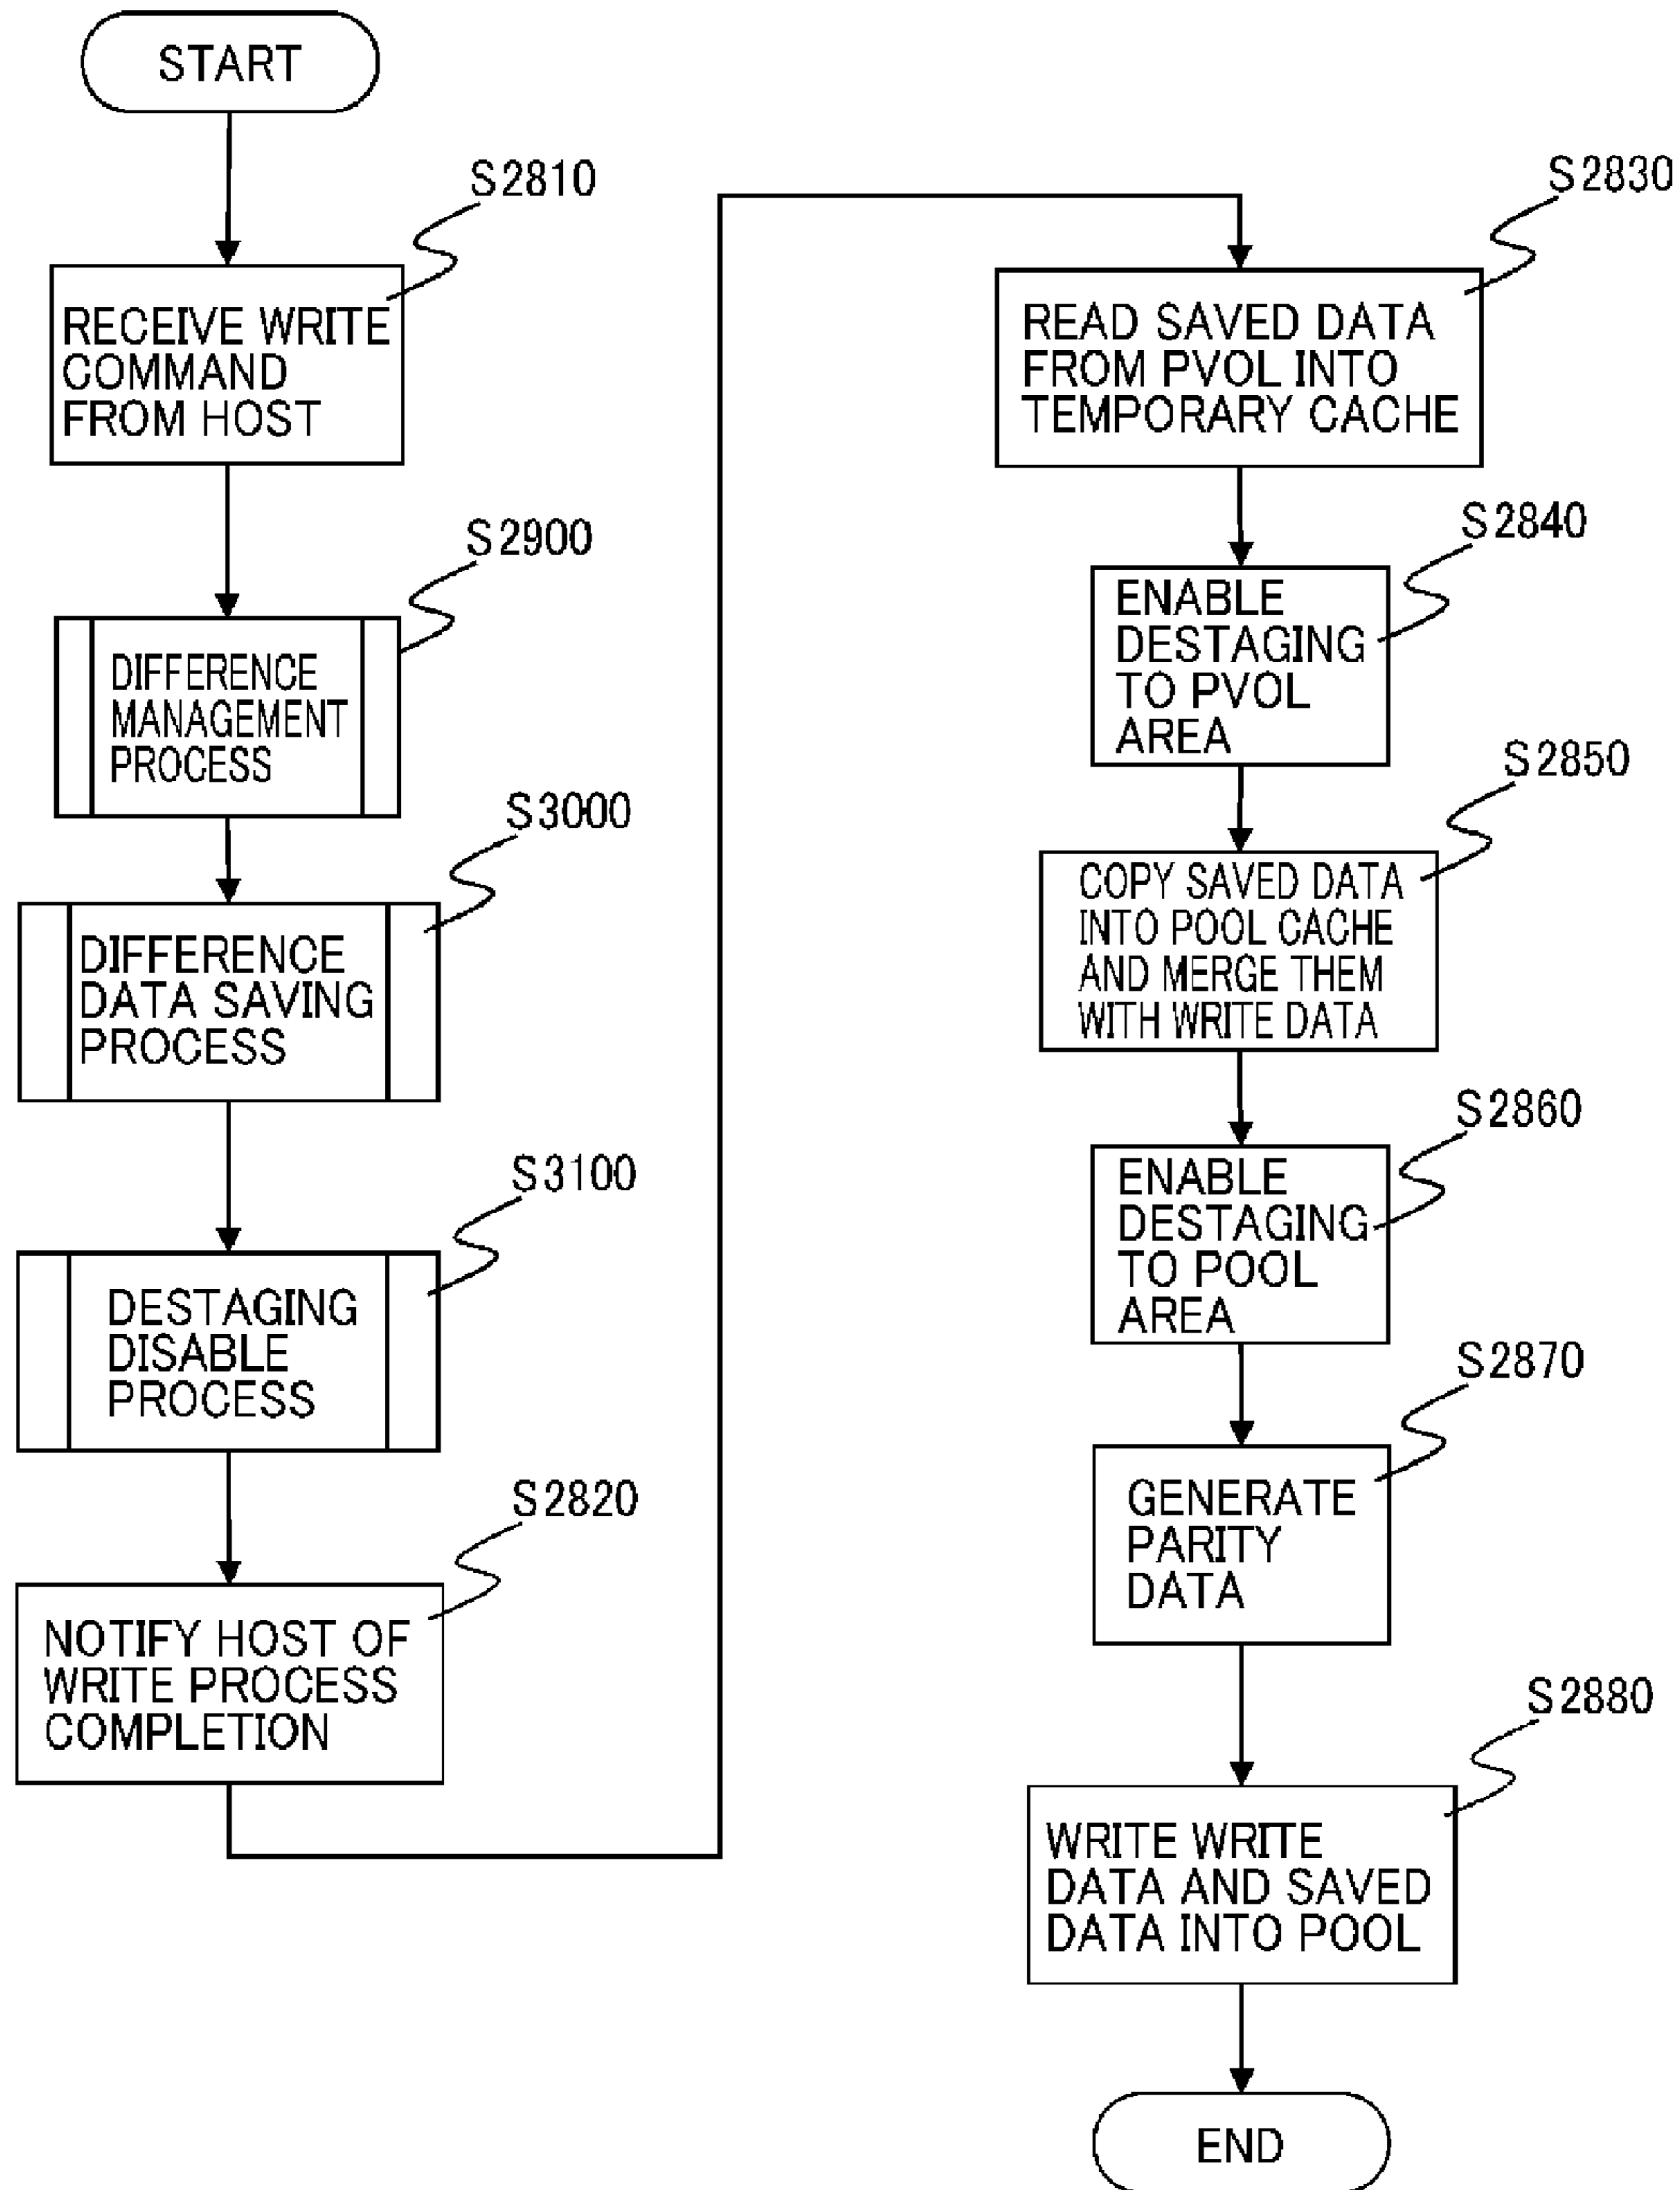 START
S2810
RECEIVE WRITE
COMMAND
FROM HOST
S2900
DIFFERENCE
MANAGEMENT
PROCESS
S3000
DIFFERENCE
DATA SAVING
PROCESS
S3100
DESTAGING
DISABLE
PROCESS
S2820
NOTIFY HOST OF
WRITE PROCESS
COMPLETION
S2830
READ SAVED DATA
FROM PVOL INTO
TEMPORARY CACHE
S2840
ENABLE
DESTAGING
TO PVOL
AREA
S2850
COPY SAVED DATA
INTO POOL CACHE
AND MERGE THEM
WITH WRITE DATA
S2860
ENABLE
DESTAGING
TO POOL
AREA
S2870
GENERATE
PARITY
DATA
S2880
WRITE WRITE
DATA AND SAVED
DATA INTO POOL
END